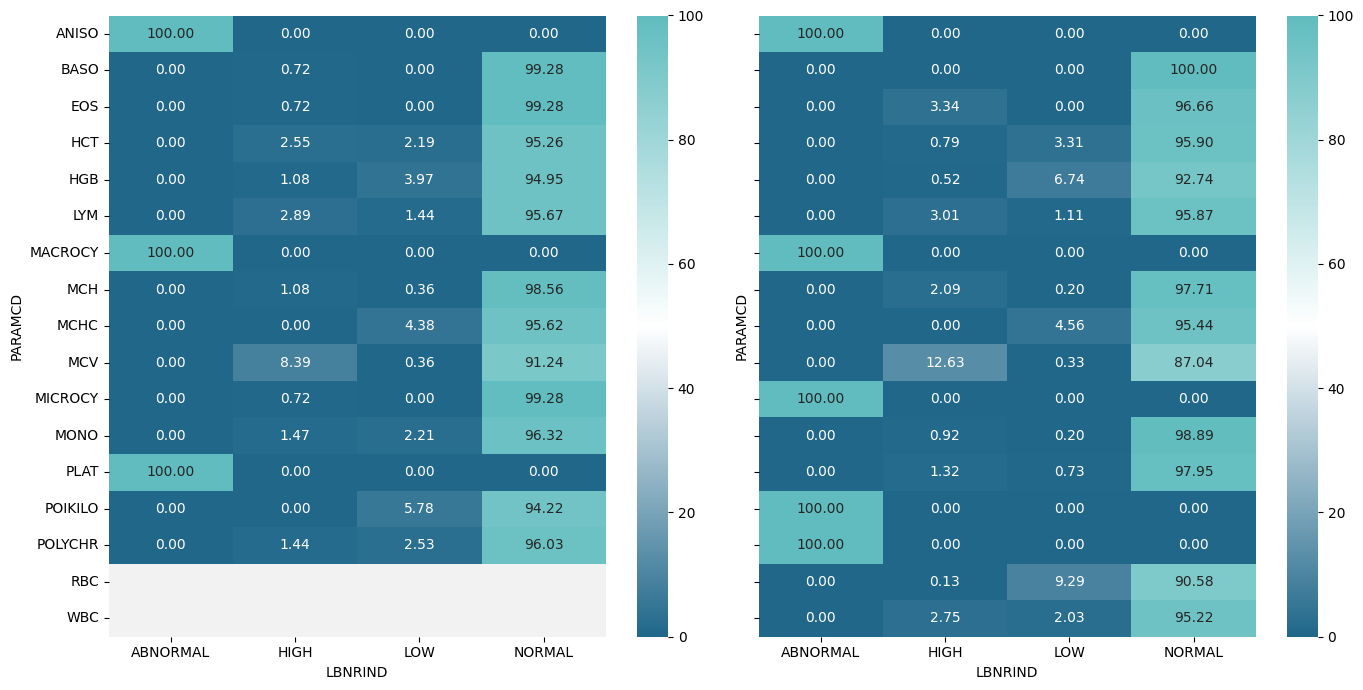 ANISO 100.00 0.00 0.00 0.00 100 100.00 0.00 0.00 0.00 100
BASO 0.00 0.72 0.00 99.28 0.00 0.00 0.00 100.00
EOS 0.00 0.72 0.00 99.28 0.00 3.34 0.00 96.66
HCT 0.00 2.55 2.19 95.26 80 0.00 0.79 3.31 95.90 80
HGB 0.00 1.08 3.97 94.95 0.00 0.52 6.74 92.74
LYM 0.00 2.89 1.44 95.67 0.00 3.01 1.11 95.87
MACROCY 100.00 0.00 0.00 0.00 60 100.00 0.00 0.00 0.00 60
MCH 0.00 1.08 0.36 98.56 0.00 2.09 0.20 97.71
PARAMCD PARAMCD
MCHC 0.00 0.00 4.38 95.62 0.00 0.00 4.56 95.44
MCV 0.00 8.39 0.36 91.24 0.00 12.63 0.33 87.04
MICROCY 0.00 0.72 0.00 99.28 40 100.00 0.00 0.00 0.00 40
MONO 0.00 1.47 2.21 96.32 0.00 0.92 0.20 98.89
PLAT 100.00 0.00 0.00 0.00 0.00 1.32 0.73 97.95
POIKILO 0.00 0.00 5.78 94.22 20 100.00 0.00 0.00 0.00 20
POLYCHR 0.00 1.44 2.53 96.03 100.00 0.00 0.00 0.00
RBC 0.00 0.13 9.29 90.58
WBC 0.00 2.75 2.03 95.22
0 0
ABNORMAL HIGH LOW NORMAL ABNORMAL HIGH LOW NORMAL
LBNRIND LBNRIND